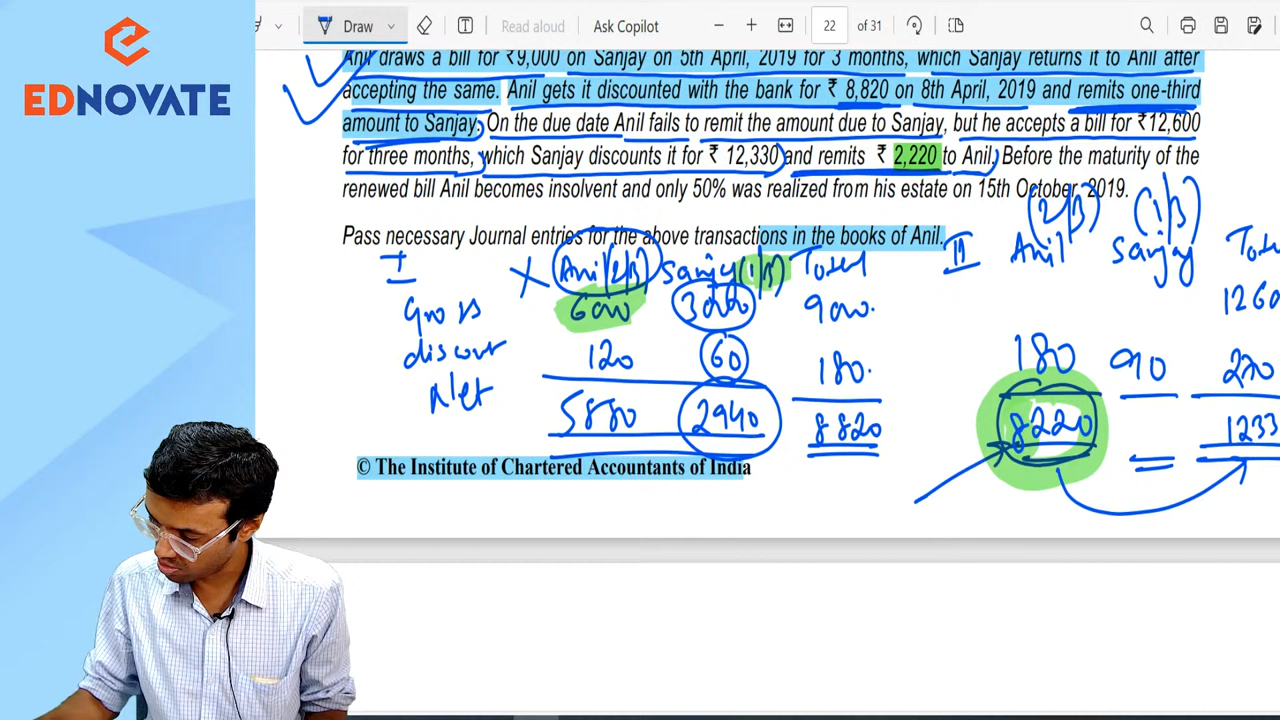 Draw
Read aloud
Ask Copilot
22
of 31
EDNOVATE
Anil draws a bill for ₹9,000 on Sanjay on 5th April, 2019 for 3 months, which Sanjay returns it to Anil after
accepting the same. Anil gets it discounted with the bank for ₹ 8,820 on 8th April, 2019 and remits one-third
amount to Sanjay. On the due date Anil fails to remit the amount due to Sanjay, but he accepts a bill for ₹12,600
for three months, which Sanjay discounts it for ₹ 12,330 and remits ₹ 2,220 to Anil. Before the maturity of the
renewed bill Anil becomes insolvent and only 50% was realized from his estate on 15th October, 2019.
(2/3) (1/3)
Pass necessary Journal entries for the above transactions in the books of Anil.
I Anil (2/3) Sanjay (1/3) Total
II Anil Sanjay Tota
Gross 6000 3000 9000.
1260
discount 120 60 180.
180 90 270
Net 5880 2940 8820
8220 1233
© The Institute of Chartered Accountants of India